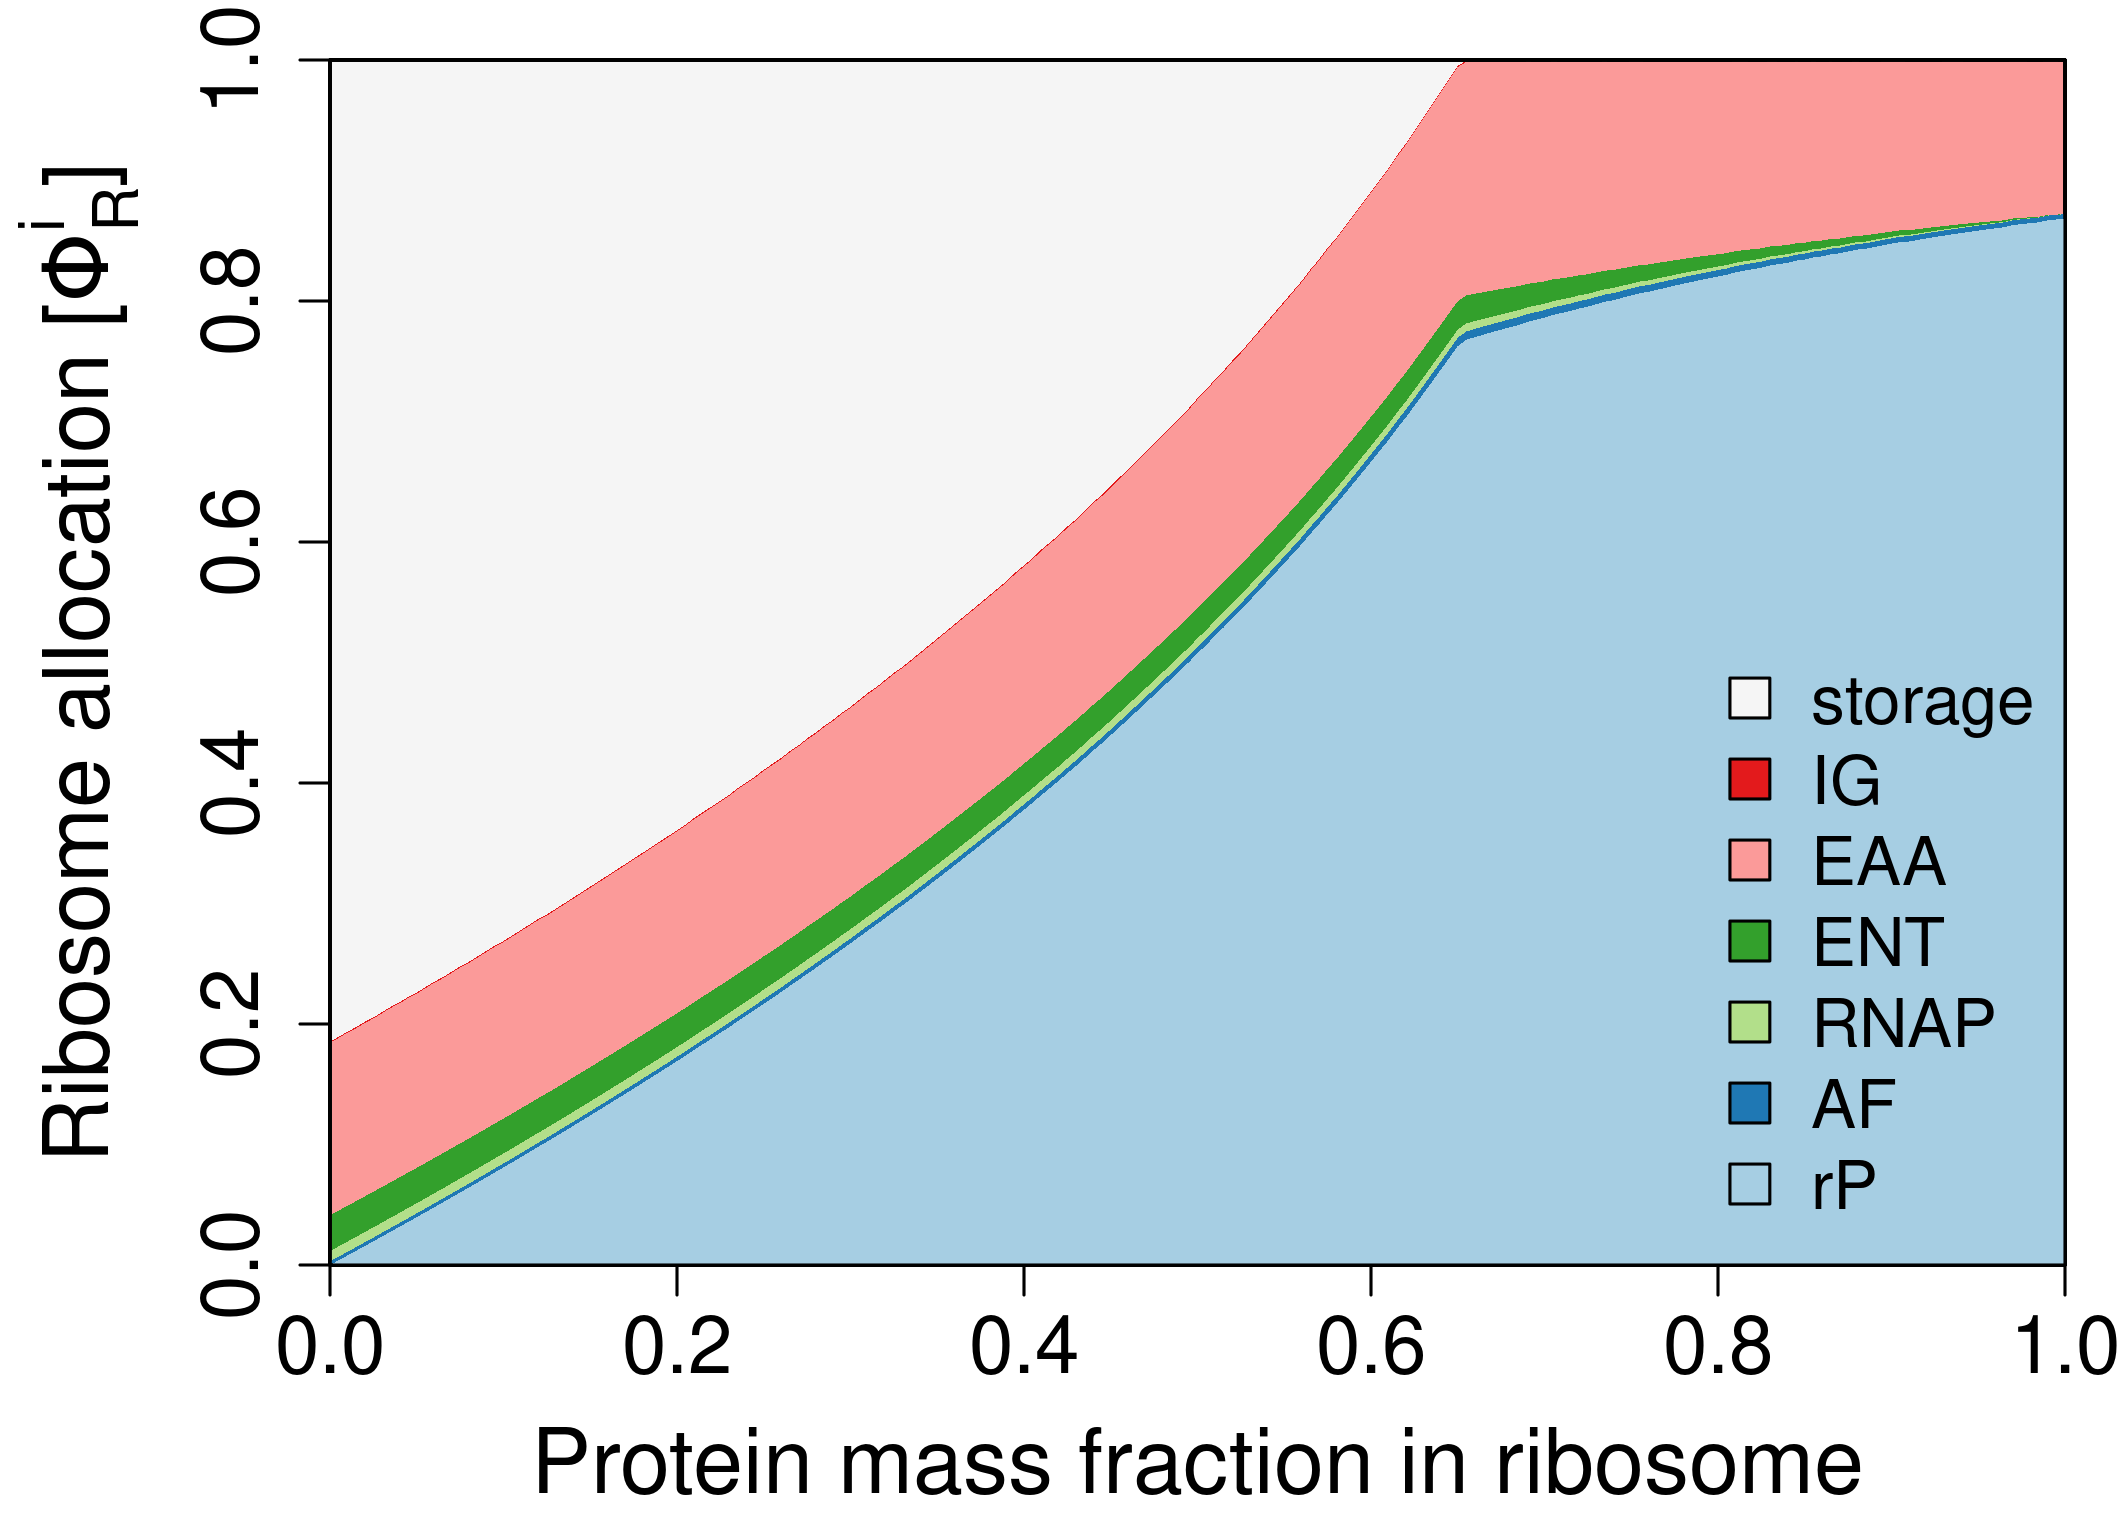 Ribosome allocation [Φ^i_R]
1.0
0.8
0.6
0.4
0.2
0.0
0.0 0.2 0.4 0.6 0.8 1.0
Protein mass fraction in ribosome
storage
IG
EAA
ENT
RNAP
AF
rP